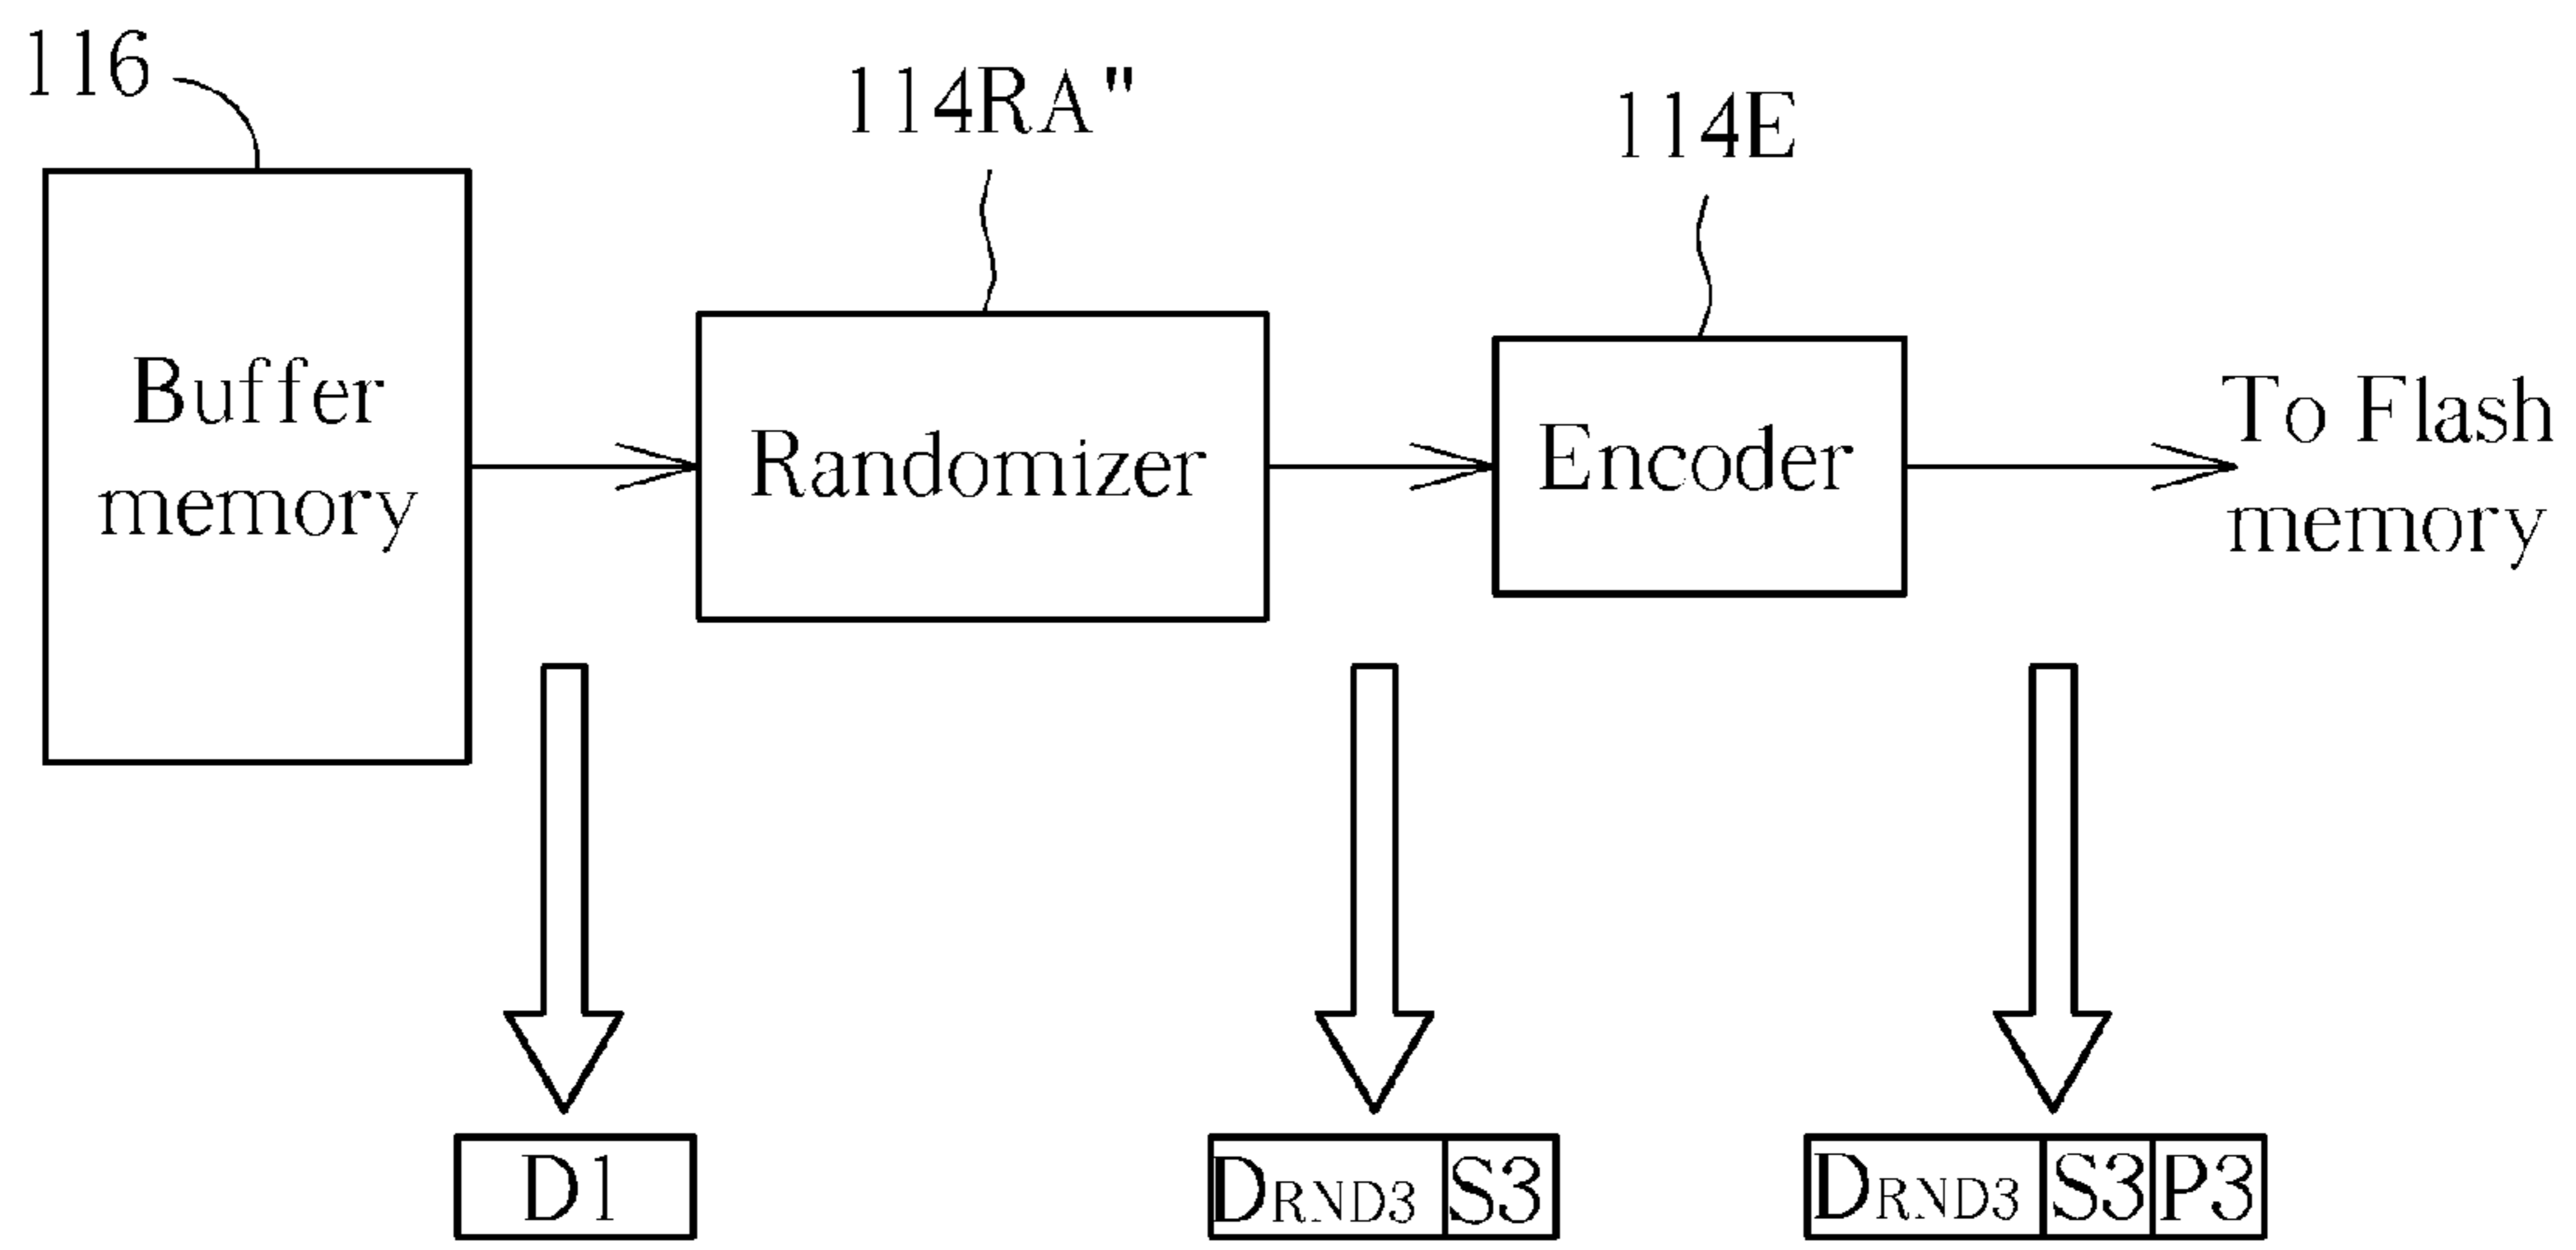 116
114RA"
114E
Buffer
memory
Randomizer
Encoder
To Flash
memory
D1
DRND3 S3
DRND3 S3 P3